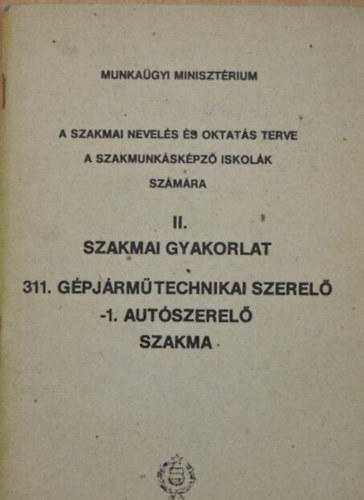 MUNKAÜGYI MINISZTÉRIUM
A SZAKMAI NEVELÉS ÉS OKTATÁS TERVE
A SZAKMUNKÁSKÉPZŐ ISKOLÁK
SZÁMÁRA
II.
SZAKMAI GYAKORLAT
311. GÉPJÁRMŰTECHNIKAI SZERELŐ
-1. AUTÓSZERELŐ
SZAKMA